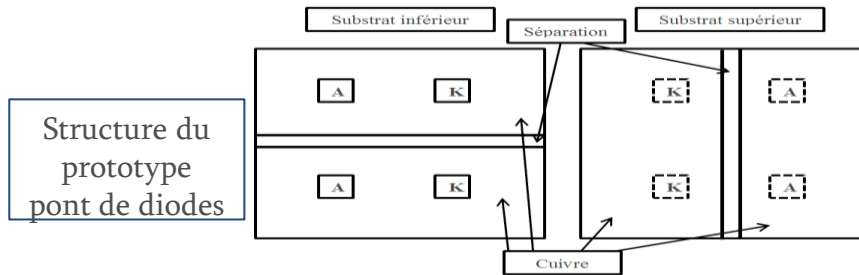 Substrat inférieur
Substrat supérieur
Séparation
Structure du
prototype
pont de diodes
A K K A
A K K A
Cuivre